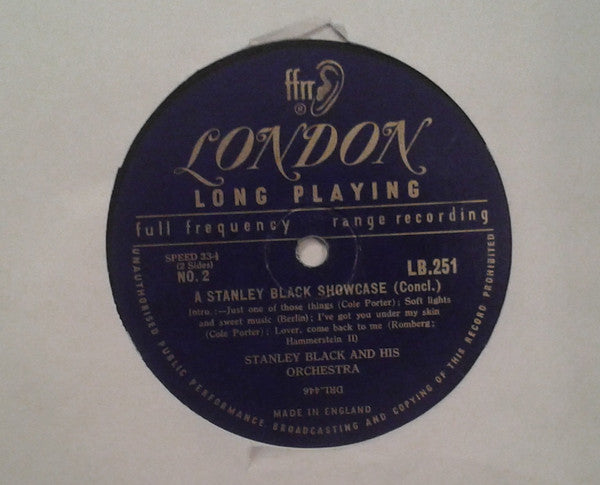 ffrr
®
LONDON
LONG PLAYING
full frequency range recording
SPEED 33⅓
(2 Sides)
NO. 2
LB.251
A STANLEY BLACK SHOWCASE (Concl.)
Intro.:—Just one of those things (Cole Porter); Soft lights
and sweet music (Berlin); I've got you under my skin
(Cole Porter); Lover, come back to me (Romberg;
Hammerstein II)
STANLEY BLACK AND HIS
ORCHESTRA
DRL-446
MADE IN ENGLAND
UNAUTHORISED PUBLIC PERFORMANCE BROADCASTING AND COPYING OF THIS RECORD PROHIBITED